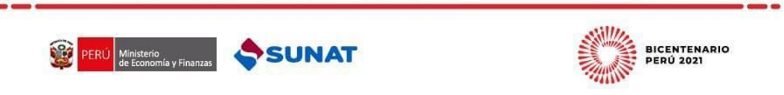 PERÚ
Ministerio
de Economía y Finanzas
SUNAT
BICENTENARIO
PERÚ 2021